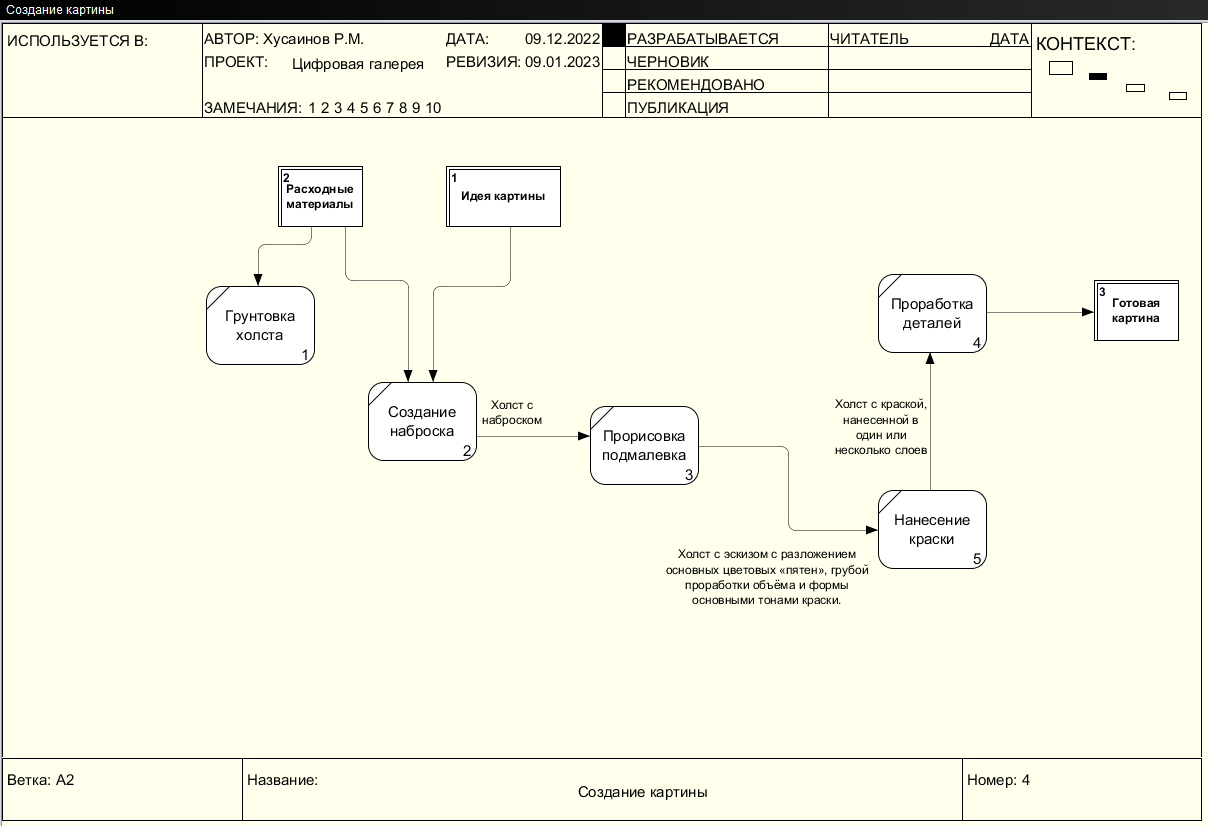 Создание картины
ИСПОЛЬЗУЕТСЯ В:
АВТОР: Хусаинов Р.М.
ДАТА: 09.12.2022
РАЗРАБАТЫВАЕТСЯ
ЧИТАТЕЛЬ
ДАТА
КОНТЕКСТ:
ПРОЕКТ: Цифровая галерея
РЕВИЗИЯ: 09.01.2023
ЧЕРНОВИК
РЕКОМЕНДОВАНО
ЗАМЕЧАНИЯ: 1 2 3 4 5 6 7 8 9 10
ПУБЛИКАЦИЯ
2
Расходные
материалы
1
Идея картины
Грунтовка
холста
1
Создание
наброска
2
Холст с
наброском
Прорисовка
подмалевка
3
Холст с эскизом с разложением
основных цветовых «пятен», грубой
проработки объёма и формы
основными тонами краски.
Нанесение
краски
5
Холст с краской,
нанесенной в
один или
несколько слоев
Проработка
деталей
4
3
Готовая
картина
Ветка: A2
Название:
Создание картины
Номер: 4